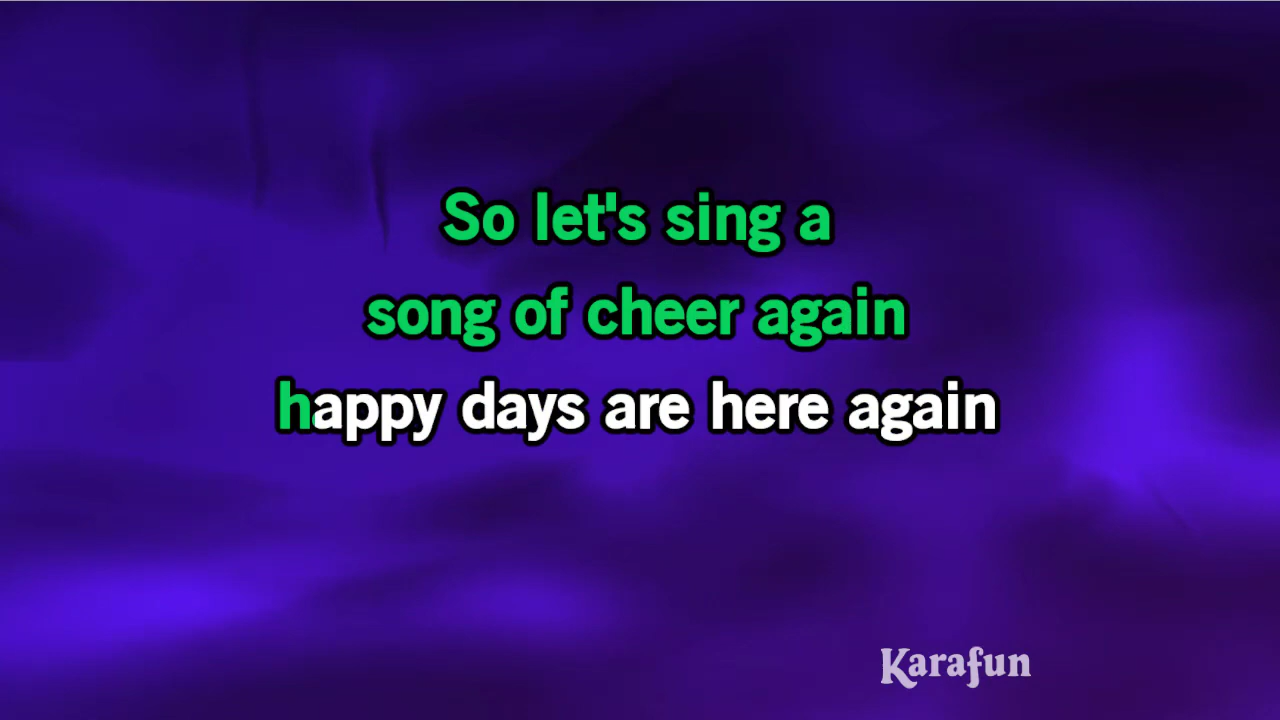 So let's sing a
song of cheer again
happy days are here again
Karafun